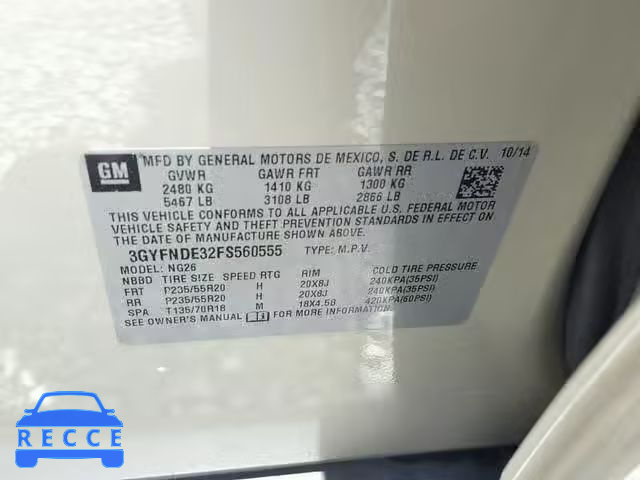 GM
MFD BY GENERAL MOTORS DE MEXICO, S. DE R.L. DE C.V. 10/14
GVWR GAWR FRT GAWR RR
2480 KG 1410 KG 1300 KG
5467 LB 3108 LB 2866 LB
THIS VEHICLE CONFORMS TO ALL APPLICABLE U.S. FEDERAL MOTOR
VEHICLE SAFETY AND THEFT PREVENTION STANDARDS IN EFFECT ON
THE DATE OF MANUFACTURE SHOWN ABOVE.
3GYFNDE32FS560555 TYPE: M.P.V.
MODEL: NG26
NBBD TIRE SIZE SPEED RTG RIM COLD TIRE PRESSURE
FRT P235/55R20 H 20X8J 240KPA(35PSI)
RR P235/55R20 H 20X8J 240KPA(35PSI)
SPA T135/70R18 M 18X4.5B 420KPA(60PSI)
SEE OWNER'S MANUAL FOR MORE INFORMATION.
RECCE